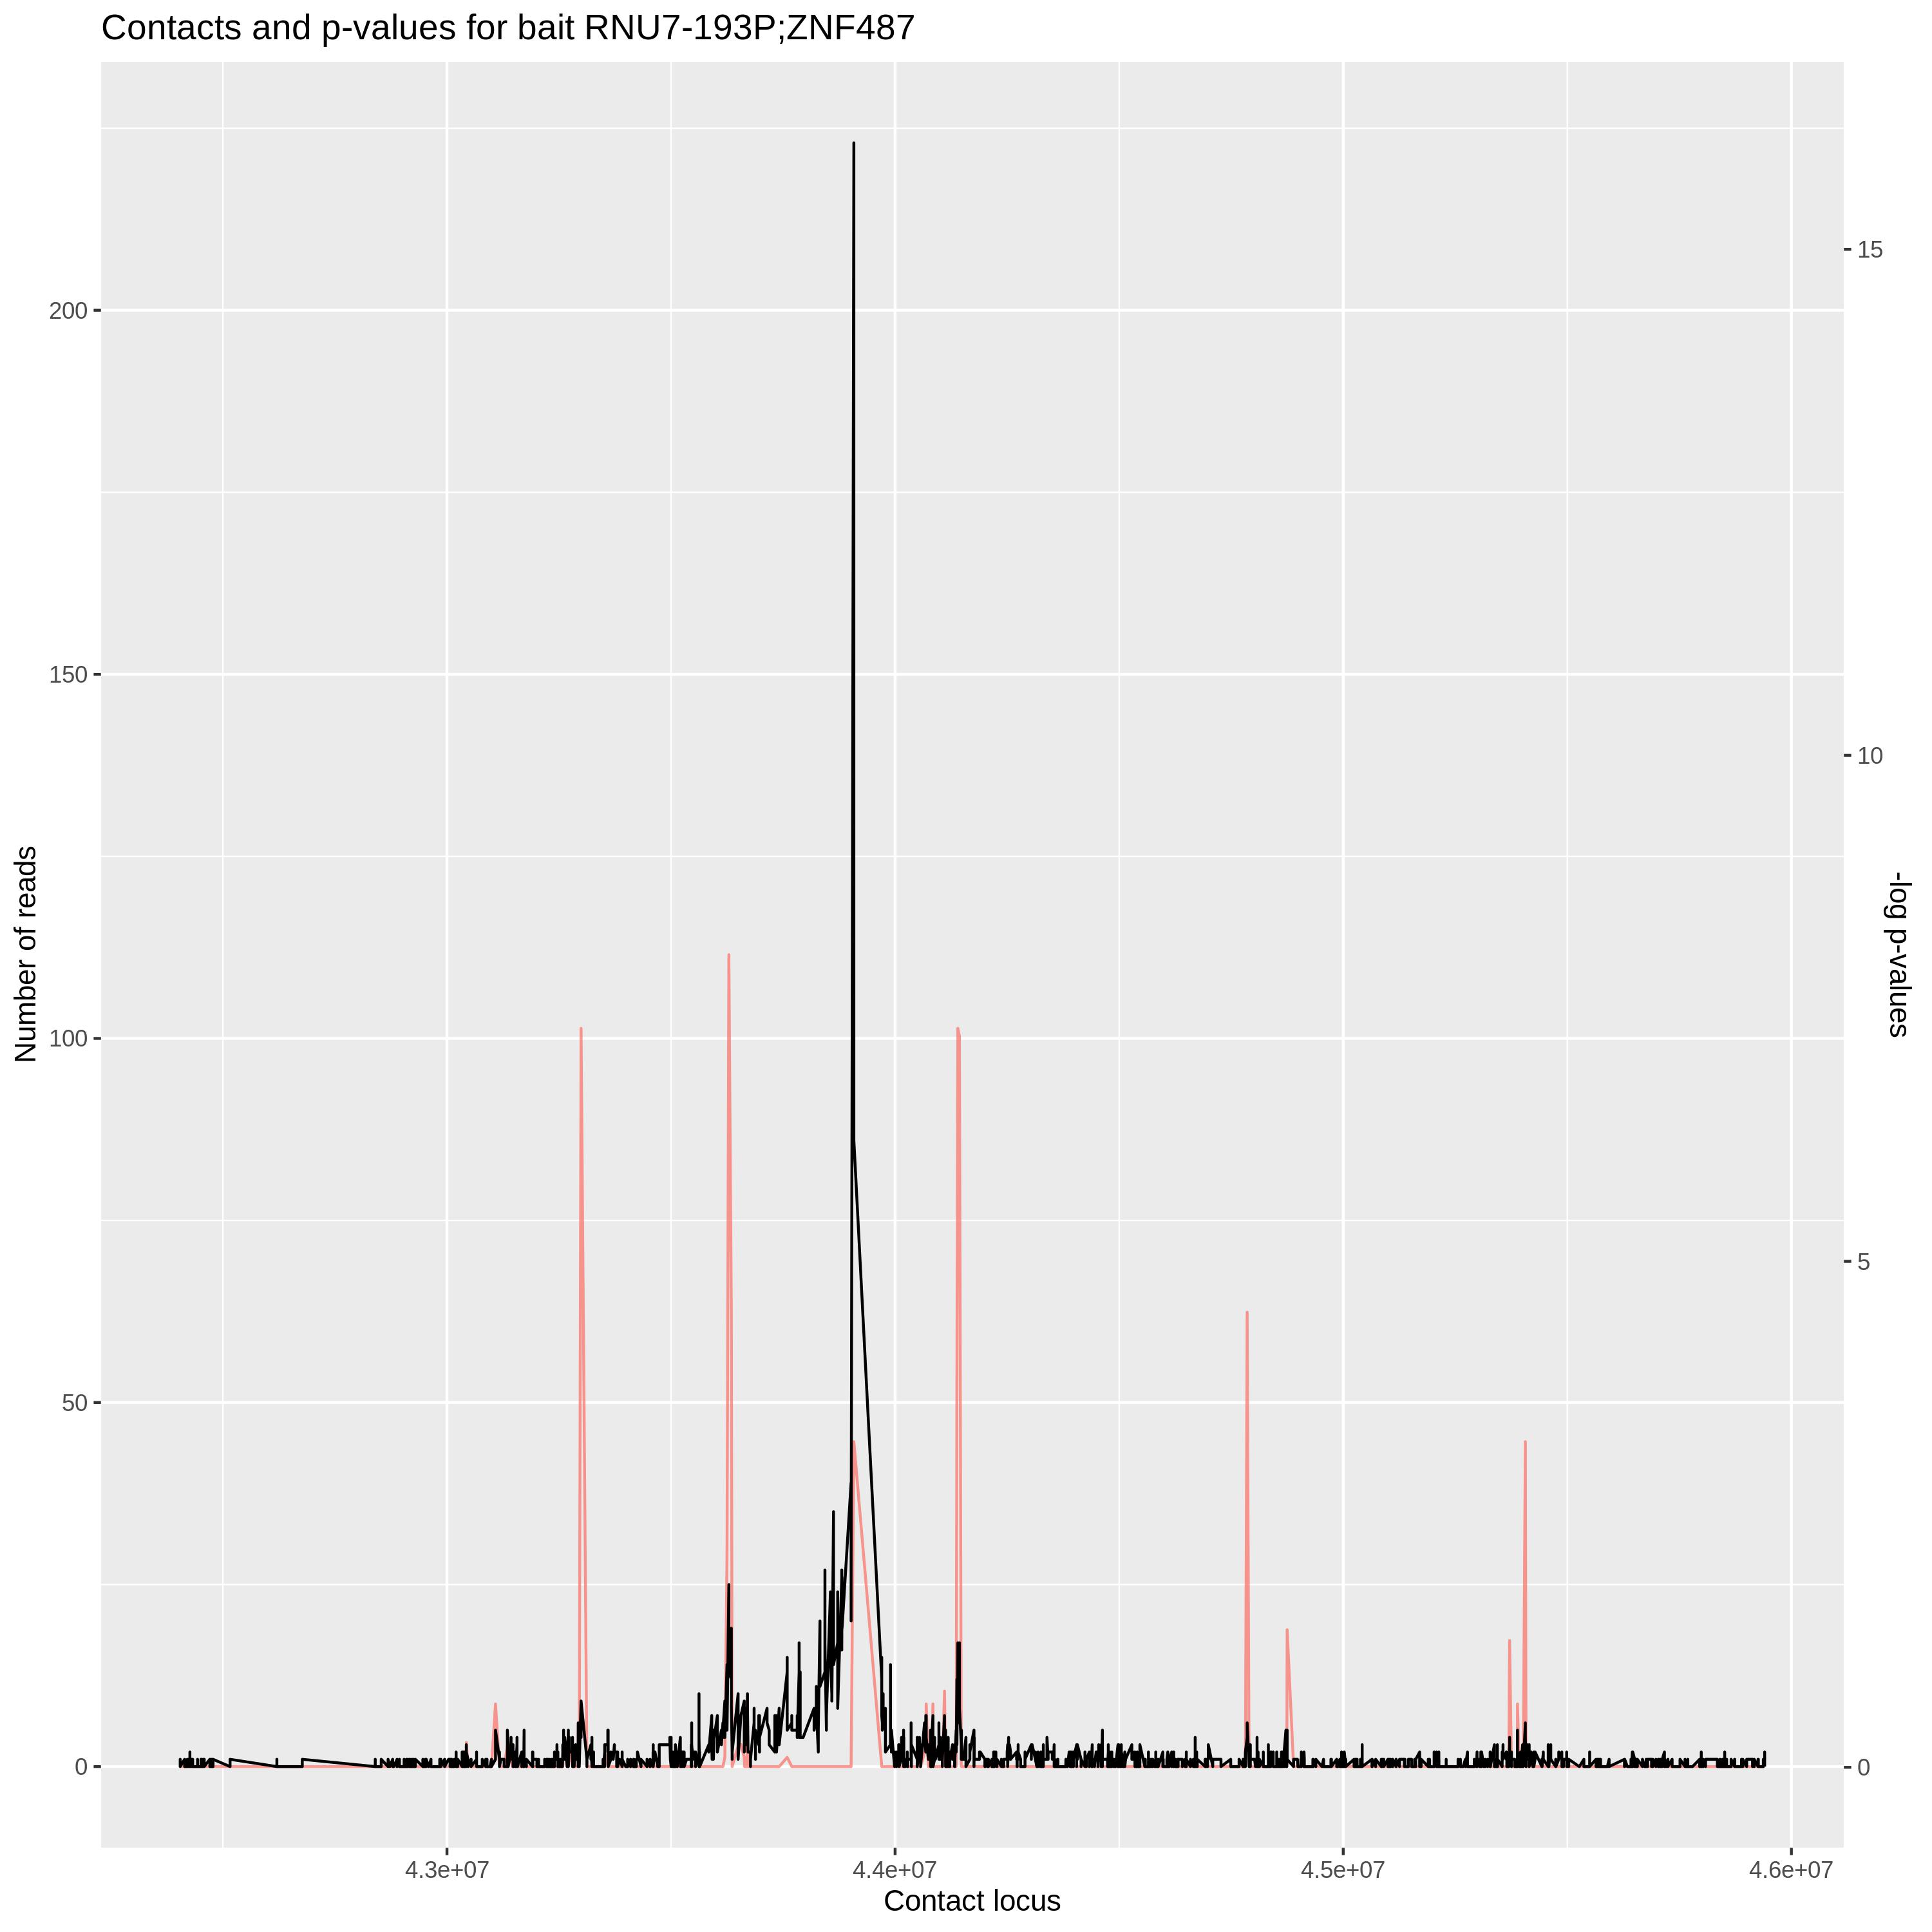 Contacts and p-values for bait RNU7-193P;ZNF487
Number of reads
200
150
100
50
0
15
10
5
0
-log p-values
4.3e+07
4.4e+07
4.5e+07
4.6e+07
Contact locus